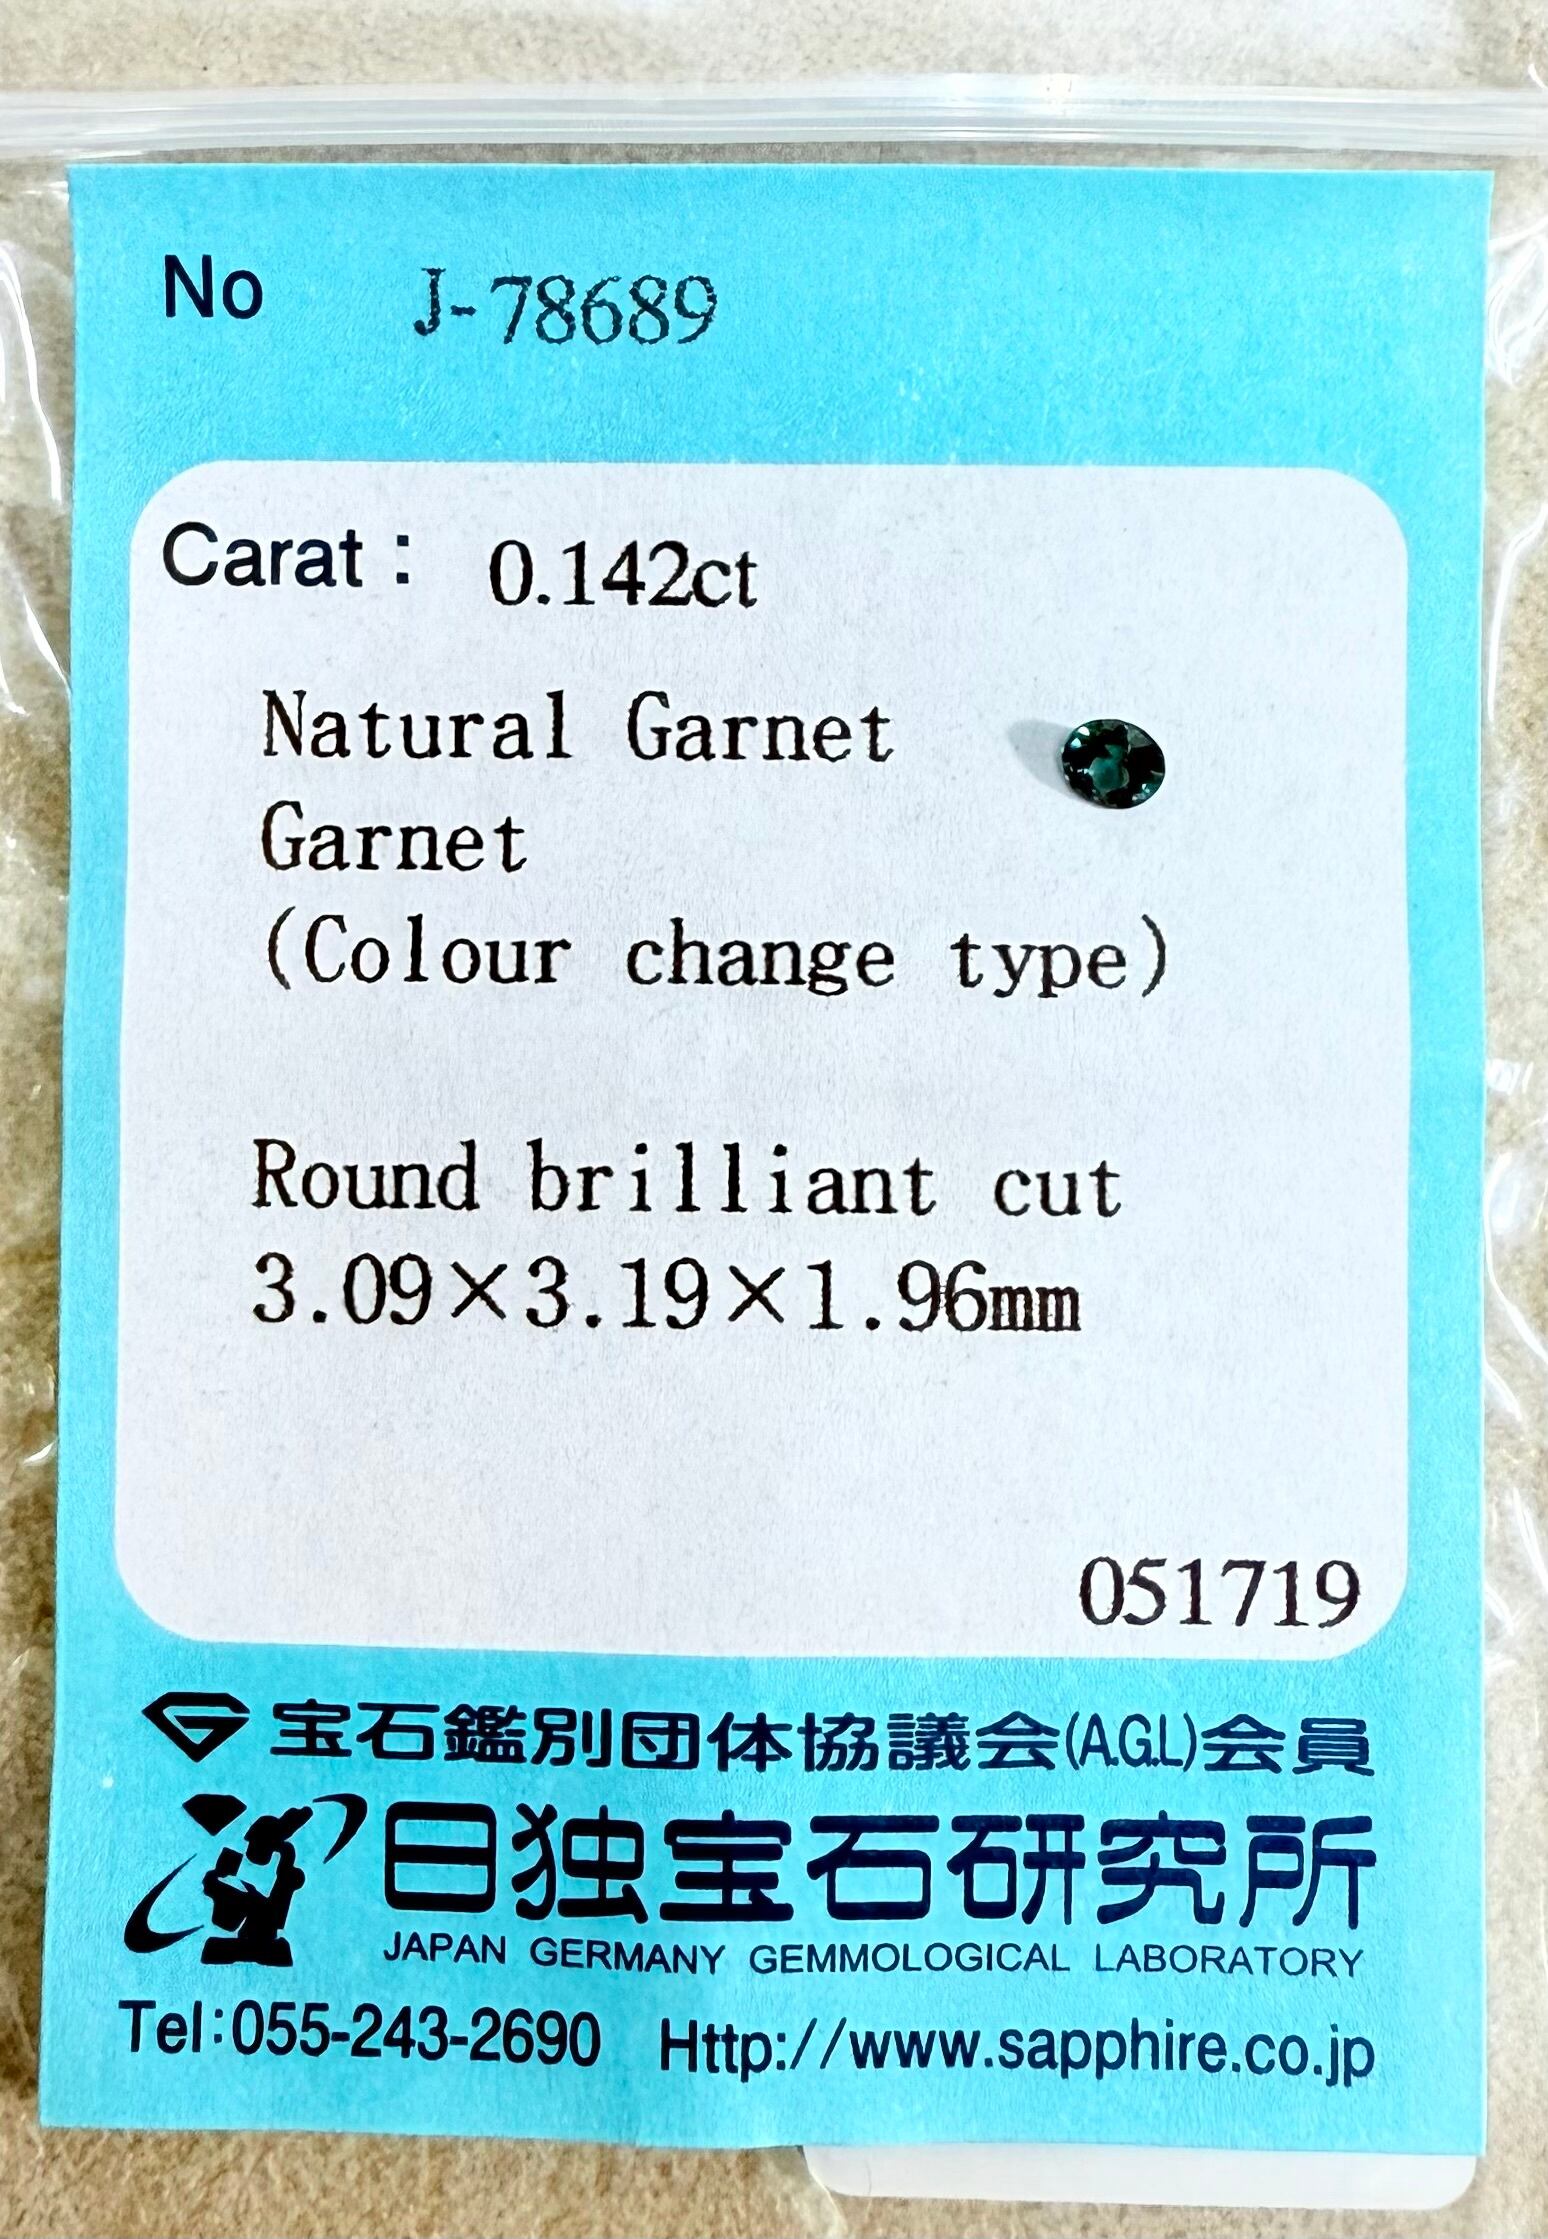 No J-78689
Carat : 0.142ct
Natural Garnet
Garnet
(Colour change type)
Round brilliant cut
3.09×3.19×1.96mm
051719
宝石鑑別団体協議会(A.G.L)会員
日独宝石研究所
JAPAN GERMANY GEMMOLOGICAL LABORATORY
Tel:055-243-2690 Http://www.sapphire.co.jp